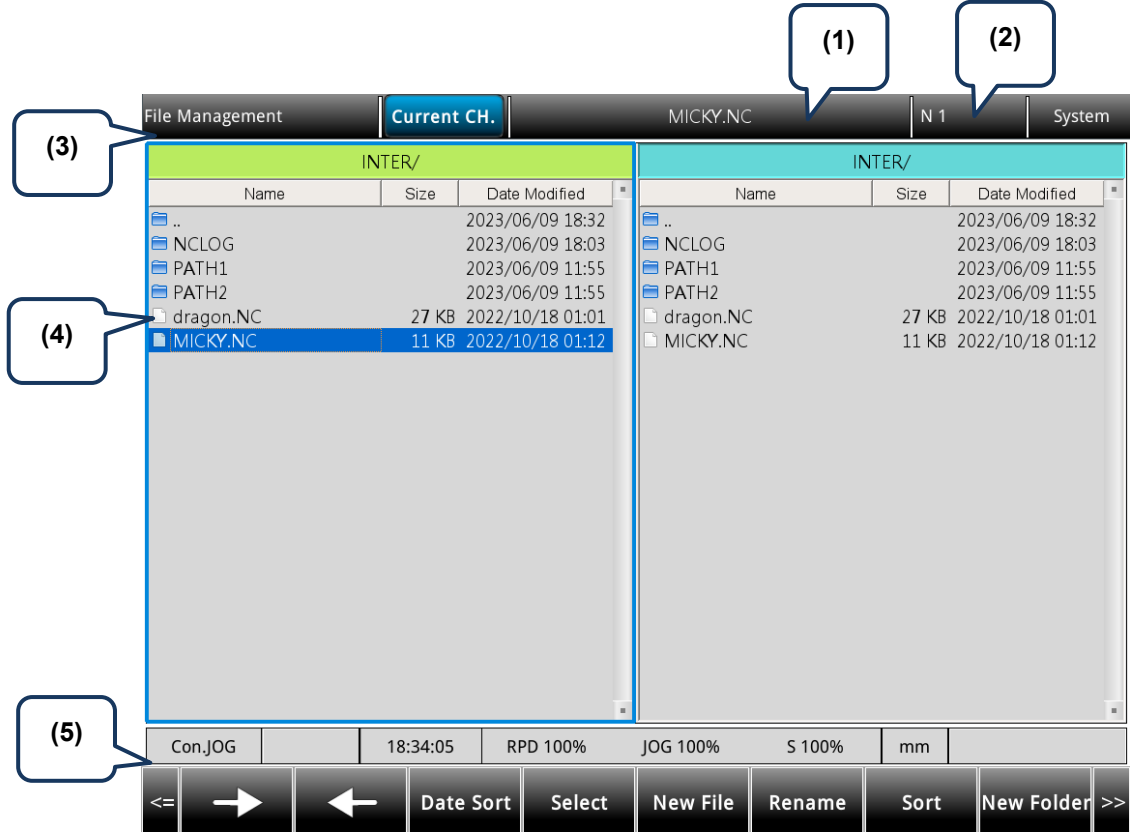 (1)
(2)
(3)
File Management Current CH. MICKY.NC N 1 System
INTER/ INTER/
Name Size Date Modified Name Size Date Modified
.. 2023/06/09 18:32 .. 2023/06/09 18:32
NCLOG 2023/06/09 18:03 NCLOG 2023/06/09 18:03
PATH1 2023/06/09 11:55 PATH1 2023/06/09 11:55
PATH2 2023/06/09 11:55 PATH2 2023/06/09 11:55
(4)
dragon.NC 27 KB 2022/10/18 01:01 dragon.NC 27 KB 2022/10/18 01:01
MICKY.NC 11 KB 2022/10/18 01:12 MICKY.NC 11 KB 2022/10/18 01:12
(5)
Con.JOG 18:34:05 RPD 100% JOG 100% S 100% mm
<= Date Sort Select New File Rename Sort New Folder >>